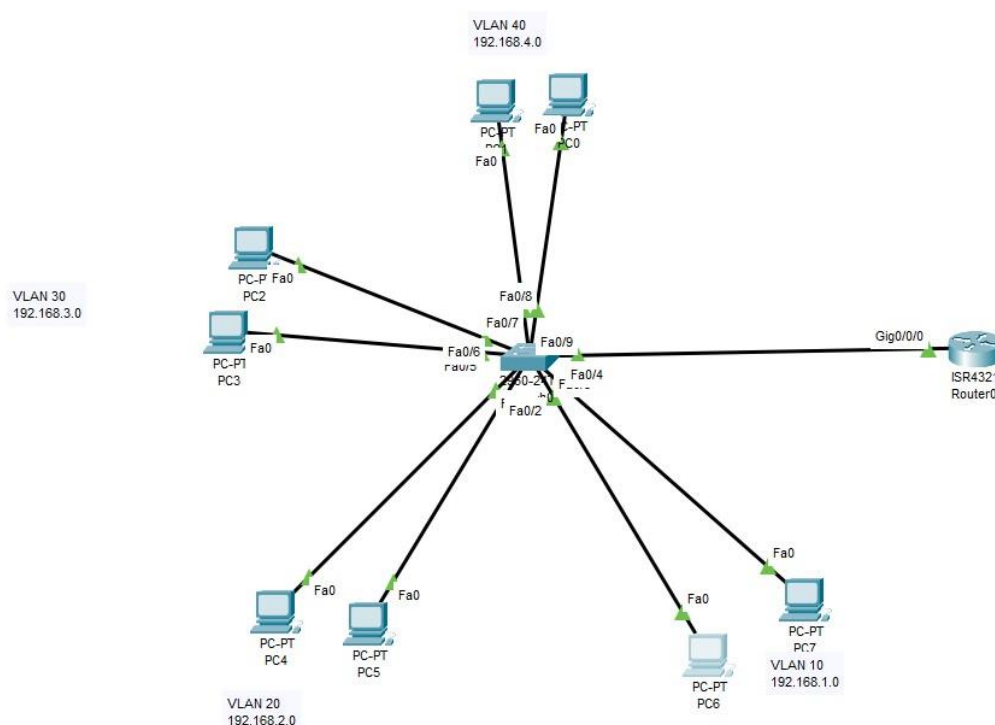 VLAN 40
192.168.4.0
PC-PT
Fa0
Fa0
PC0
PC-PT
PC2
Fa0
VLAN 30
192.168.3.0
PC-PT
PC3
Fa0
Fa0/8
Fa0/7
Fa0/9
Fa0/6
Fa0/5
Fa0/4
Fa0/2
Gig0/0/0
ISR4321
Router0
Fa0
PC-PT
PC4
Fa0
PC-PT
PC5
Fa0
PC-PT
PC6
Fa0
PC-PT
PC7
VLAN 10
192.168.1.0
VLAN 20
192.168.2.0